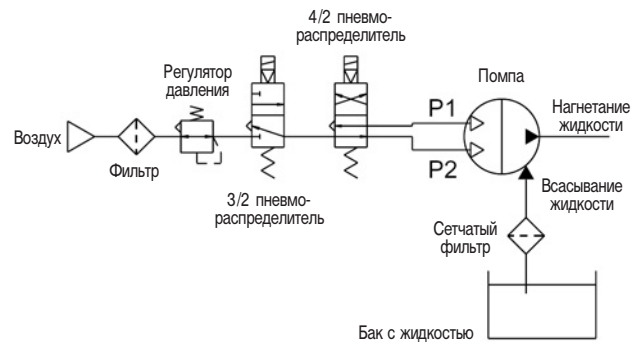 4/2 пневмо-
распределитель
Регулятор
давления
Помпа
P1
Нагнетание
жидкости
Воздух
Фильтр
P2
3/2 пневмо-
распределитель
Всасывание
жидкости
Сетчатый
фильтр
Бак с жидкостью